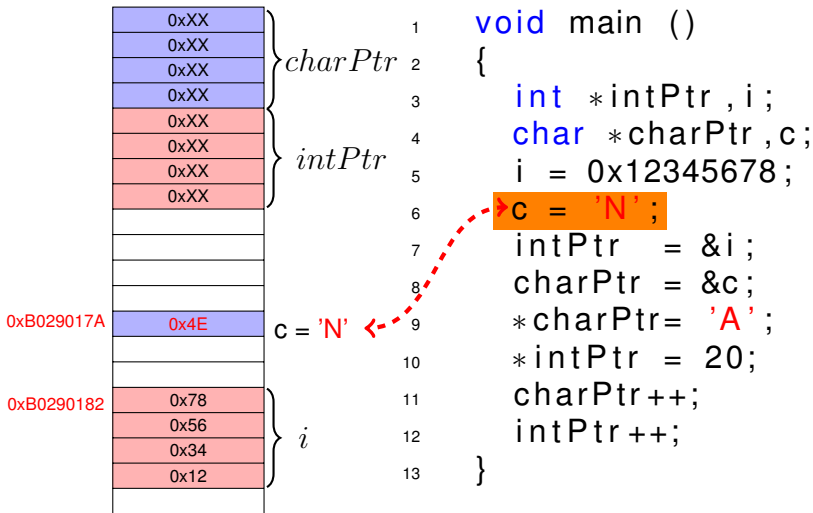 0xXX
0xXX
0xXX
0xXX
charPtr
0xXX
0xXX
0xXX
0xXX
intPtr
0xB029017A 0x4E c = 'N'
0xB0290182 0x78
0x56
0x34
0x12
i
1 void main ()
2 {
3 int *intPtr,i;
4 char *charPtr,c;
5 i = 0x12345678;
6 c = 'N';
7 intPtr = &i;
8 charPtr = &c;
9 *charPtr= 'A';
10 *intPtr = 20;
11 charPtr++;
12 intPtr++;
13 }